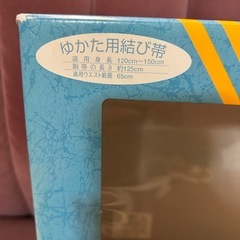 ゆかた用結び帯
適用身長 120cm〜150cm
胴帯の長さ 約125cm
適用ウエスト範囲 65cm